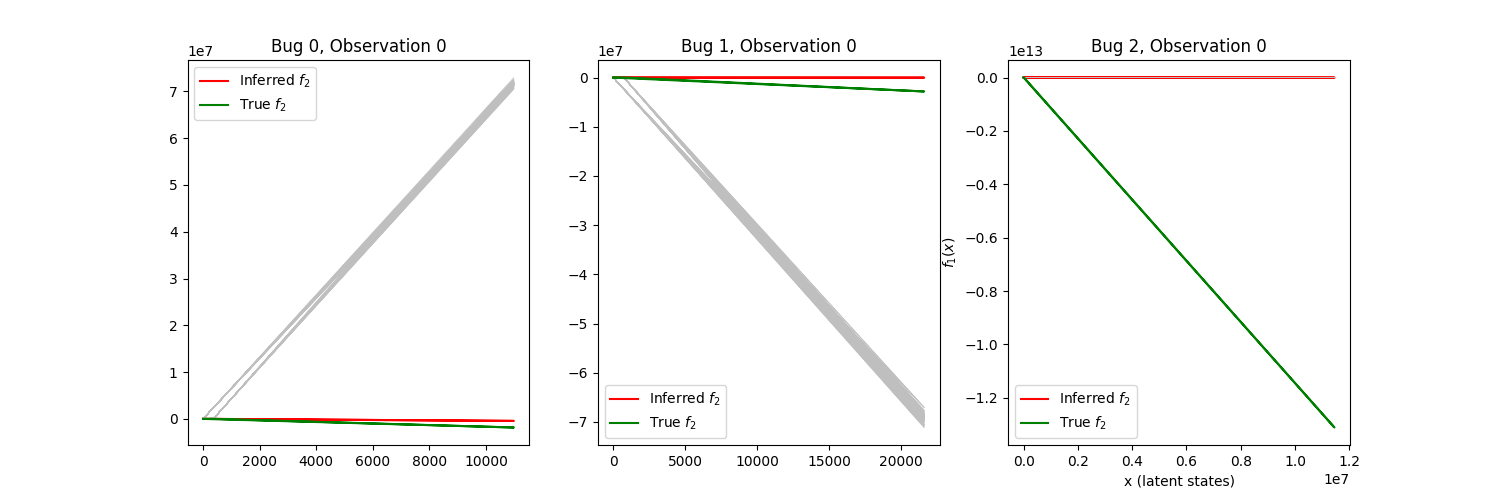 Bug 0, Observation 0
1e7
7
6
5
4
3
2
1
0
0 2000 4000 6000 8000 10000
Inferred f₂
True f₂
Bug 1, Observation 0
1e7
0
−1
−2
−3
−4
−5
−6
−7
0 5000 10000 15000 20000
Inferred f₂
True f₂
Bug 2, Observation 0
1e13
f₁(x)
0.0
−0.2
−0.4
−0.6
−0.8
−1.0
−1.2
0.0 0.2 0.4 0.6 0.8 1.0 1.2
1e7
x (latent states)
Inferred f₂
True f₂